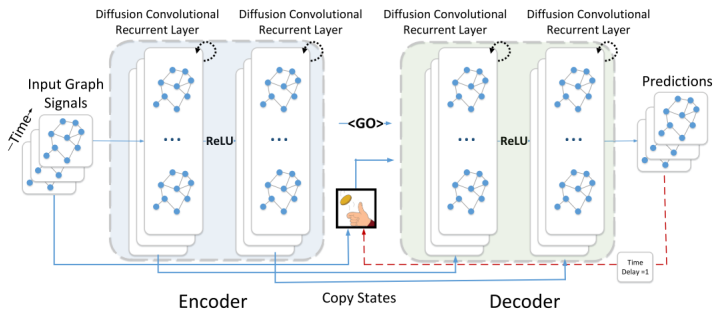 Diffusion Convolutional
Recurrent Layer
Diffusion Convolutional
Recurrent Layer
Diffusion Convolutional
Recurrent Layer
Diffusion Convolutional
Recurrent Layer
Input Graph
Signals
Time
Predictions
...
ReLU
...
<GO>
...
ReLU
...
Time
Delay =1
Encoder
Copy States
Decoder